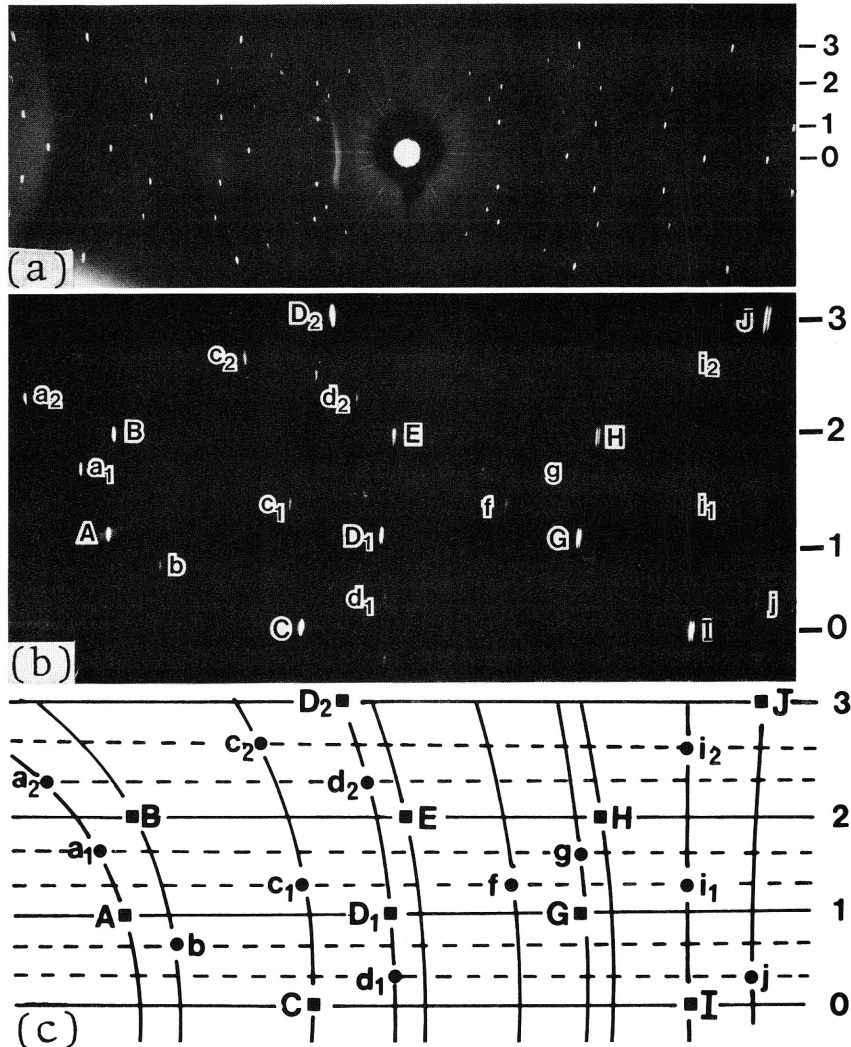 3
2
1
0
(a)
D₂ J 3
c₂ i₂
a₂ d₂
B E H 2
a₁ g
c₁ f i₁
A D₁ G 1
b
d₁ j
C I 0
(b)
D₂ J 3
c₂ i₂
a₂ d₂
B E H 2
a₁ g
c₁ f i₁
A D₁ G 1
b
d₁ j
C I 0
(c)